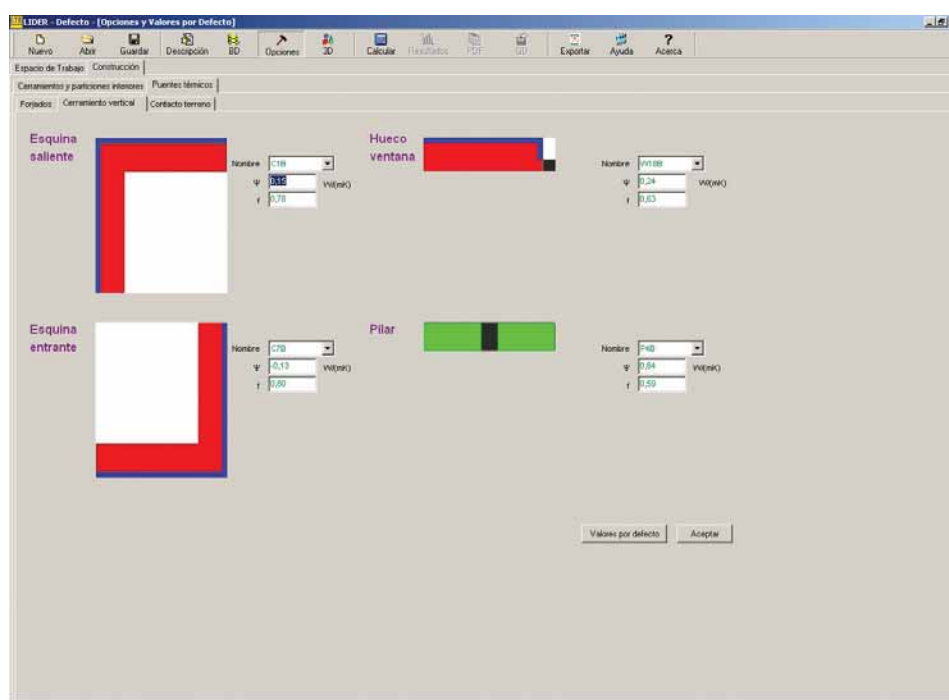 LIDER - Defecto - [Opciones y Valores por Defecto]
Nuevo Abrir Guardar Descripción BD Opciones 3D Calcular Resultados PDF Exportar Ayuda Acerca
Espacio de Trabajo Construcción
Cerramientos y particiones interiores Puentes térmicos
Forjados Cerramiento vertical Contacto terreno
Esquina
saliente
Nombre
Ψ 0,15 W/(mK)
f 0,78
Hueco
ventana
Nombre
Ψ 0,24 W/(mK)
f 0,63
Esquina
entrante
Nombre
Ψ -0,13 W/(mK)
f 0,80
Pilar
Nombre
Ψ 0,84 W/(mK)
f 0,59
Valores por defecto Aceptar